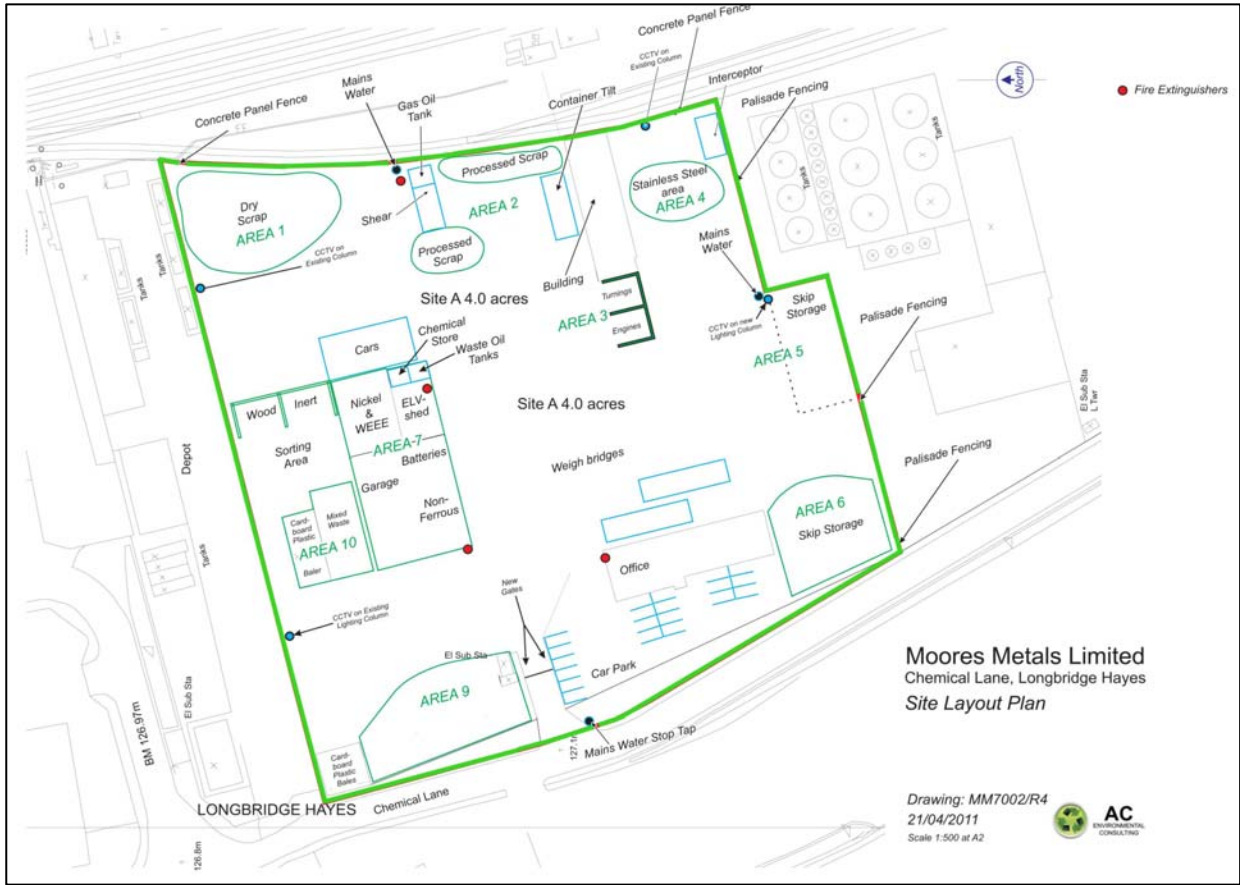 Concrete Panel Fence
CCTV on
Existing Column
Interceptor
Mains
Water
Gas Oil
Tank
Container Tilt
Palisade Fencing
North
Fire Extinguishers
Concrete Panel Fence
Tanks
Tanks
Processed Scrap
Stainless Steel
area
AREA 4
Dry
Scrap
AREA 1
Shear
AREA 2
Processed
Scrap
CCTV on
Existing Column
Tanks
Tanks
Mains
Water
Building
Site A 4.0 acres
Turnings
AREA 3
Engines
CCTV on new
Lighting Column
Skip
Storage
AREA 5
Palisade Fencing
Cars
Chemical
Store
Waste Oil
Tanks
Wood
Inert
Nickel
&
WEEE
ELV-
shed
Site A 4.0 acres
El Sub Sta
L Twr
AREA-7
Sorting
Area
Batteries
Depot
Garage
Non-
Ferrous
Weigh bridges
Palisade Fencing
Card-
board
Plastic
Mixed
Waste
AREA 10
Baler
AREA 6
Skip Storage
Tanks
Office
New
Gates
CCTV on Existing
Lighting Column
El Sub Sta
Car Park
AREA 9
El Sub Sta
BM 126.97m
Mains Water Stop Tap
127.1
Card-
board
Plastic
Bales
Chemical Lane
LONGBRIDGE HAYES
126.8m
Moores Metals Limited
Chemical Lane, Longbridge Hayes
Site Layout Plan
Drawing: MM7002/R4
21/04/2011
Scale 1:500 at A2
AC
ENVIRONMENTAL
CONSULTING